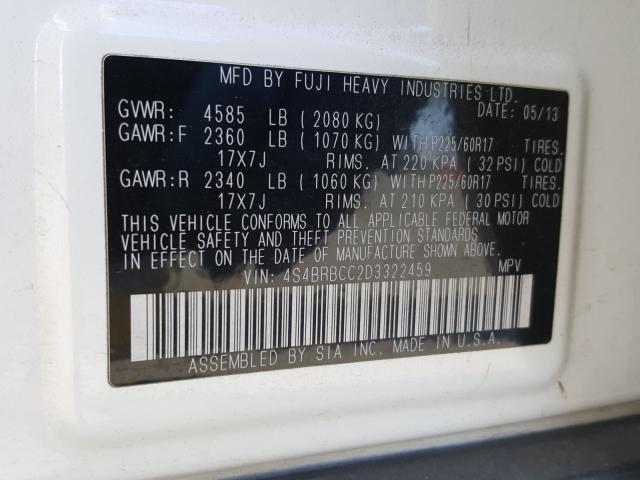 MFD BY FUJI HEAVY INDUSTRIES LTD.
GVWR: 4585 LB ( 2080 KG) DATE: 05/13
GAWR:F 2360 LB ( 1070 KG) WITH P225/60R17 TIRES.
17X7J RIMS. AT 220 KPA ( 32 PSI) COLD
GAWR:R 2340 LB ( 1060 KG) WITH P225/60R17 TIRES.
17X7J RIMS. AT 210 KPA ( 30 PSI) COLD
THIS VEHICLE CONFORMS TO ALL APPLICABLE FEDERAL MOTOR
VEHICLE SAFETY AND THEFT PREVENTION STANDARDS
IN EFFECT ON THE DATE OF MANUFACTURE SHOWN ABOVE.
VIN: 4S4BRBCC2D3322459 MPV
ASSEMBLED BY SIA INC. MADE IN U.S.A.